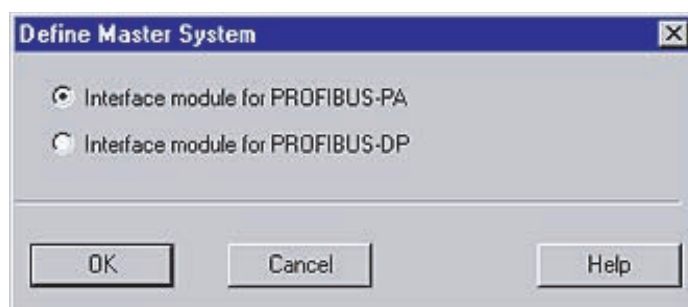 Define Master System
Interface module for PROFIBUS-PA
Interface module for PROFIBUS-DP
OK Cancel Help